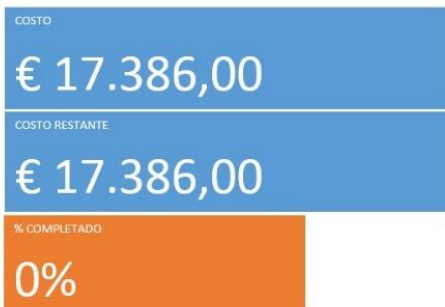 COSTO
€ 17.386,00
COSTO RESTANTE
€ 17.386,00
% COMPLETADO
0%